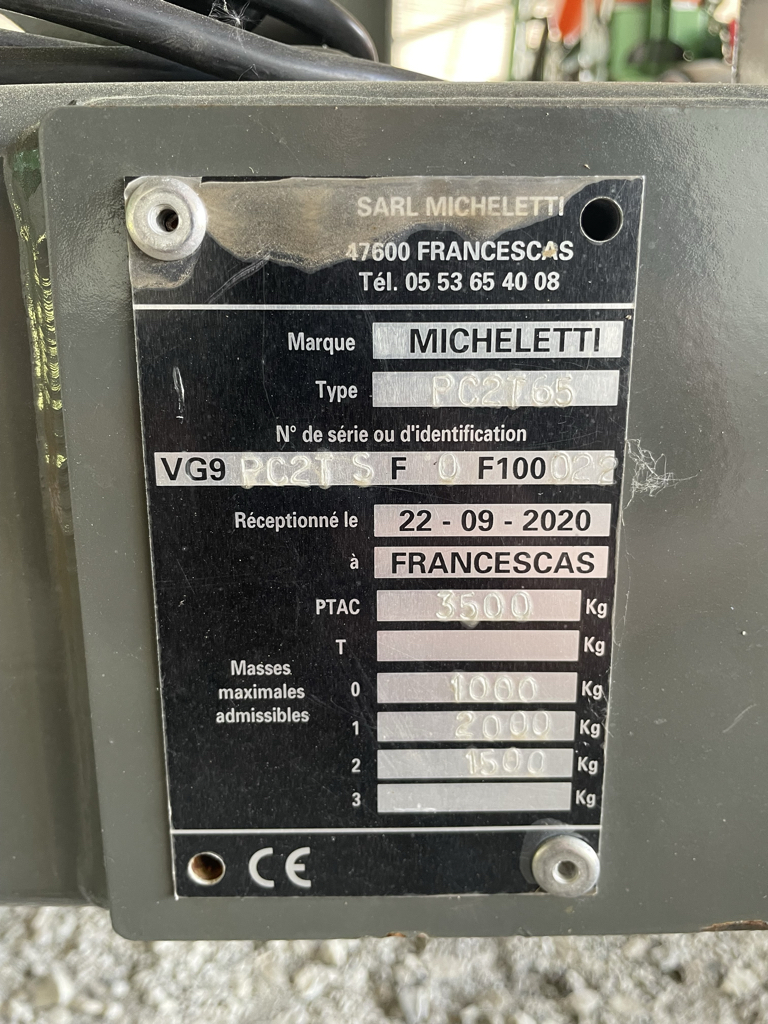 SARL MICHELETTI
47600 FRANCESCAS
Tél. 05 53 65 40 08
Marque MICHELETTI
Type PC2T65
N° de série ou d'identification
VG9 PC2T S F 0 F100022
Réceptionné le 22 - 09 - 2020
à FRANCESCAS
PTAC 3500 Kg
T Kg
Masses maximales admissibles
0 1000 Kg
1 2000 Kg
2 1500 Kg
3 Kg
CE